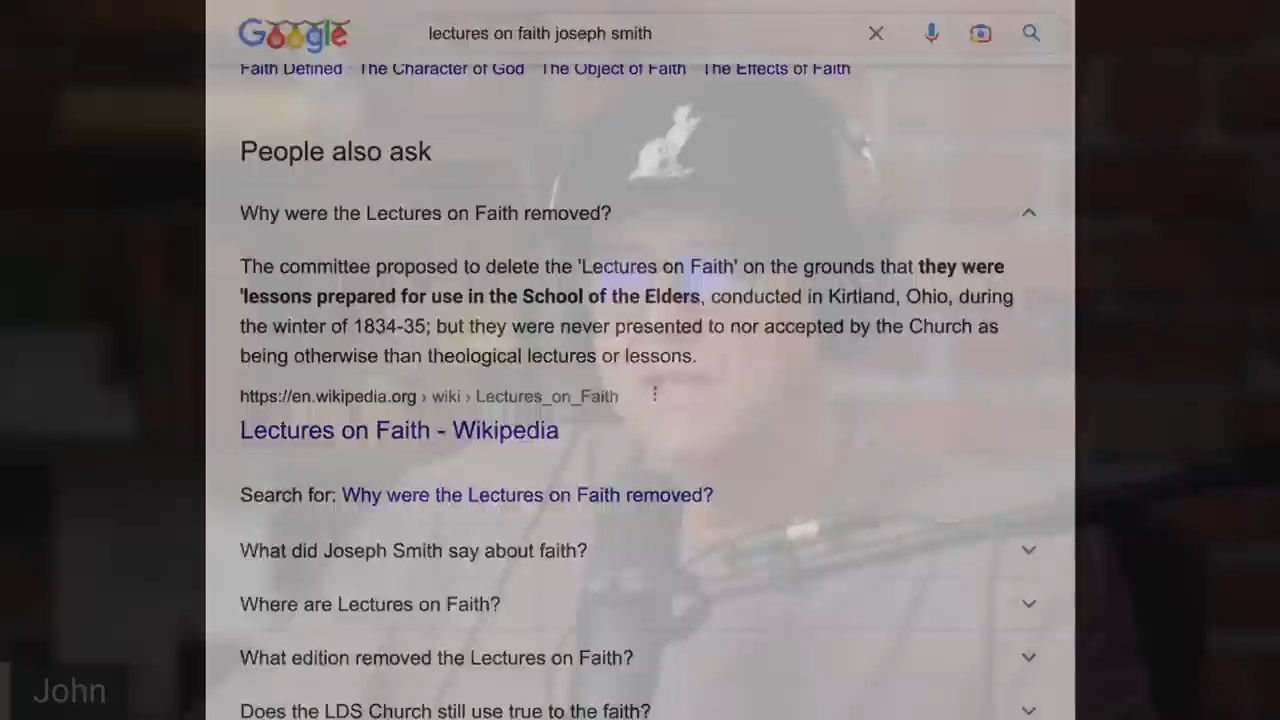 Google
lectures on faith joseph smith
Faith Defined · The Character of God · The Object of Faith · The Effects of Faith
People also ask
Why were the Lectures on Faith removed?
The committee proposed to delete the 'Lectures on Faith' on the grounds that they were
'lessons prepared for use in the School of the Elders, conducted in Kirtland, Ohio, during
the winter of 1834-35; but they were never presented to nor accepted by the Church as
being otherwise than theological lectures or lessons.
https://en.wikipedia.org › wiki › Lectures_on_Faith
Lectures on Faith - Wikipedia
Search for: Why were the Lectures on Faith removed?
What did Joseph Smith say about faith?
Where are Lectures on Faith?
What edition removed the Lectures on Faith?
Does the LDS Church still use true to the faith?
John